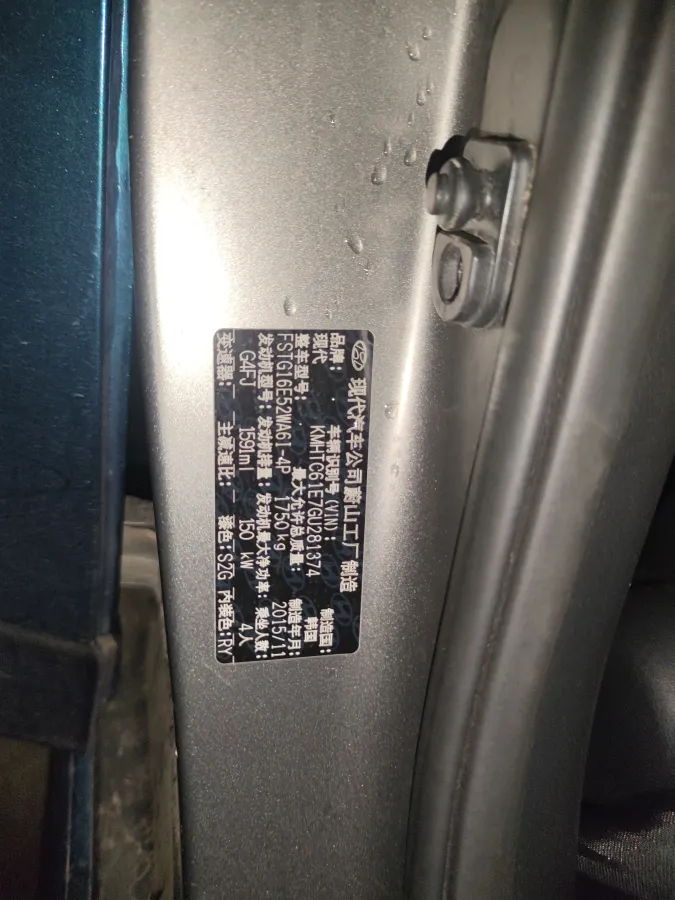 现代汽车公司蔚山工厂制造
品牌: 车辆识别号(VIN): 制造国:
现代 KMHTC61E7GU281374 韩国
整车型号: 最大允许总质量: 制造年月:
FSTG16E52WA6I-4P 1750kg 2015/11
发动机型号: 发动机排量: 发动机最大净功率: 乘坐人数:
G4FJ 1591ml 150 kW 4人
变速器: — 主减速比: — 漆色: SZG 内装色: RY